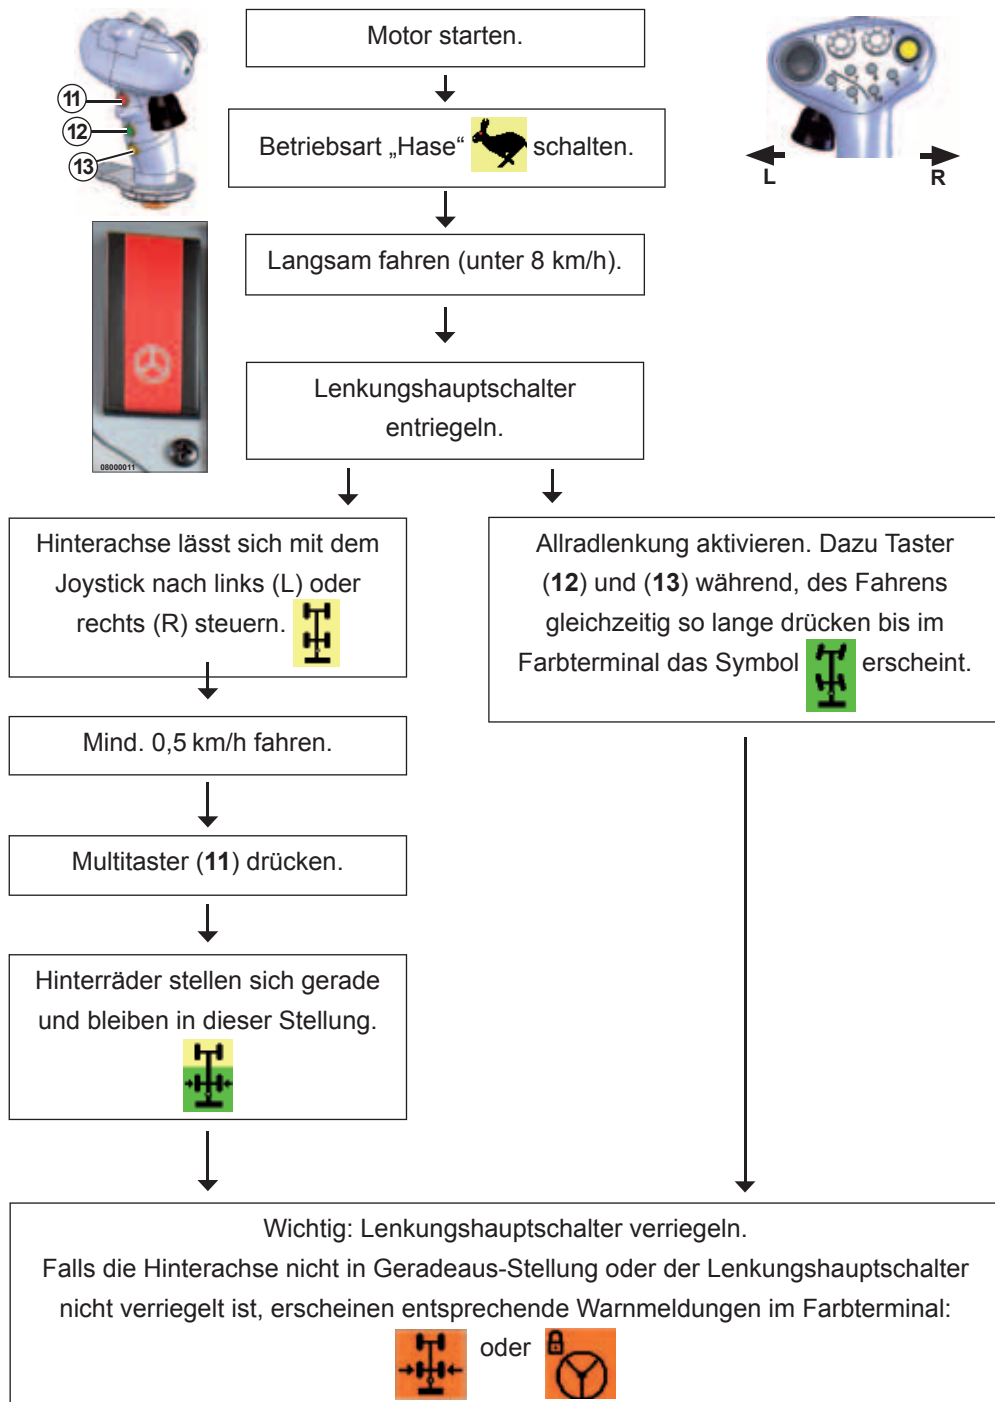 Motor starten.
11
12
13
L
R
Betriebsart „Hase“ schalten.
Langsam fahren (unter 8 km/h).
08000011
Lenkungshauptschalter
entriegeln.
Hinterachse lässt sich mit dem
Joystick nach links (L) oder
rechts (R) steuern.
Allradlenkung aktivieren. Dazu Taster
(12) und (13) während, des Fahrens
gleichzeitig so lange drücken bis im
Farbterminal das Symbol erscheint.
Mind. 0,5 km/h fahren.
Multitaster (11) drücken.
Hinterräder stellen sich gerade
und bleiben in dieser Stellung.
Wichtig: Lenkungshauptschalter verriegeln.
Falls die Hinterachse nicht in Geradeaus-Stellung oder der Lenkungshauptschalter
nicht verriegelt ist, erscheinen entsprechende Warnmeldungen im Farbterminal:
oder